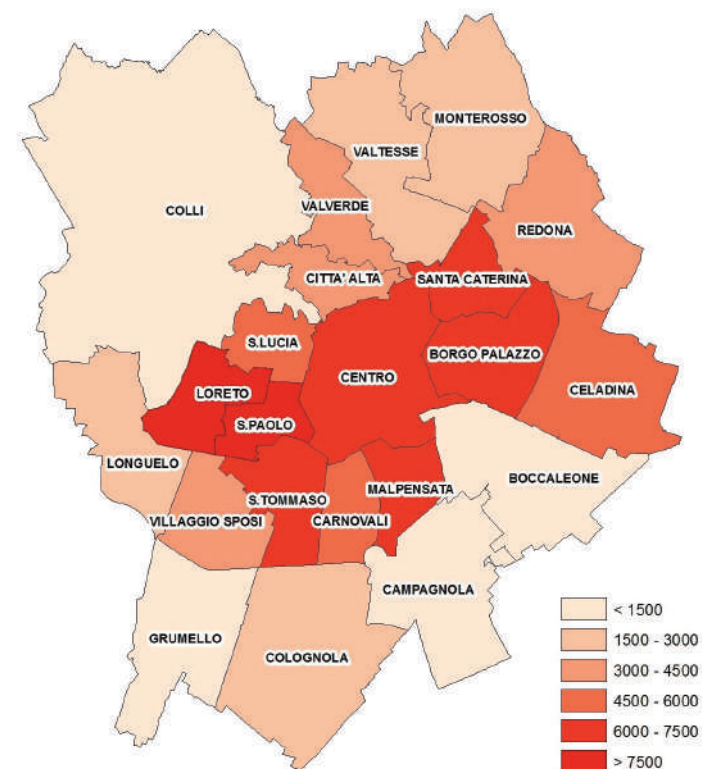 MONTEROSSO
VALTESSE
COLLI
VALVERDE
REDONA
CITTA' ALTA
SANTA CATERINA
S.LUCIA
BORGO PALAZZO
CENTRO
CELADINA
LORETO
S.PAOLO
LONGUELO
BOCCALEONE
MALPENSATA
S.TOMMASO
VILLAGGIO SPOSI
CARNOVALI
CAMPAGNOLA
GRUMELLO
COLOGNOLA
< 1500
1500 - 3000
3000 - 4500
4500 - 6000
6000 - 7500
> 7500